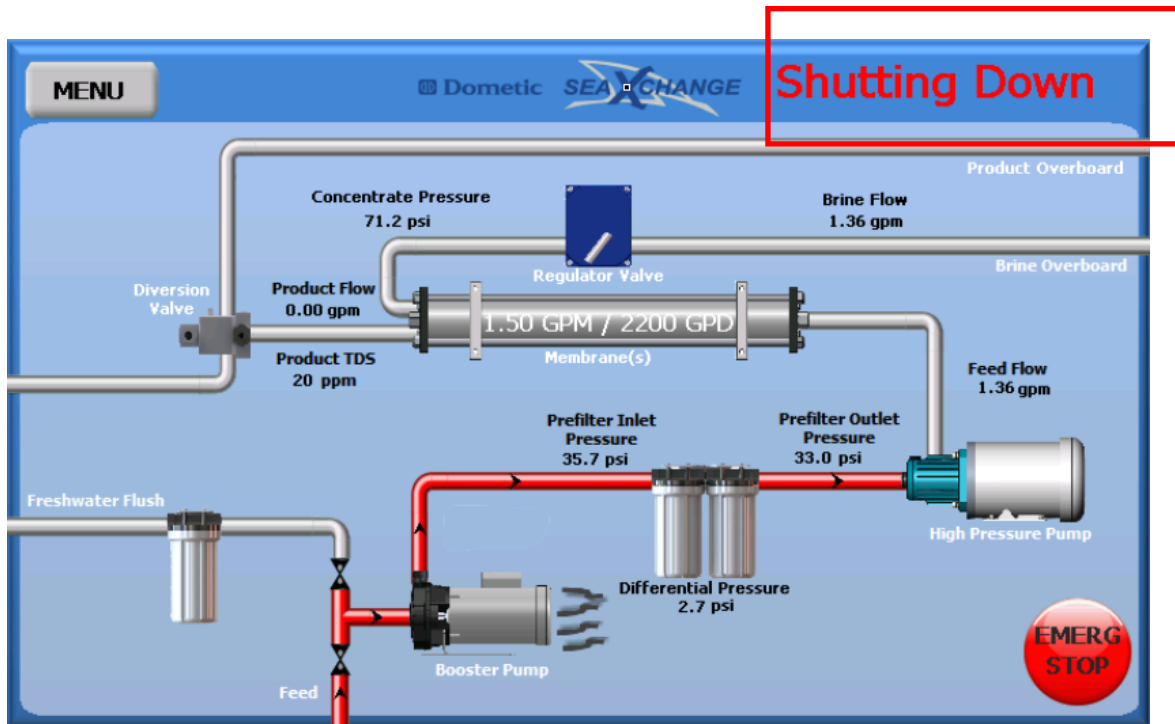 MENU
Dometic SEAXCHANGE
Shutting Down
Product Overboard
Concentrate Pressure
71.2 psi
Brine Flow
1.36 gpm
Brine Overboard
Regulator Valve
Diversion
Valve
Product Flow
0.00 gpm
1.50 GPM / 2200 GPD
Membrane(s)
Product TDS
20 ppm
Feed Flow
1.36 gpm
Prefilter Inlet
Pressure
35.7 psi
Prefilter Outlet
Pressure
33.0 psi
Freshwater Flush
High Pressure Pump
Differential Pressure
2.7 psi
Booster Pump
Feed
EMERG
STOP